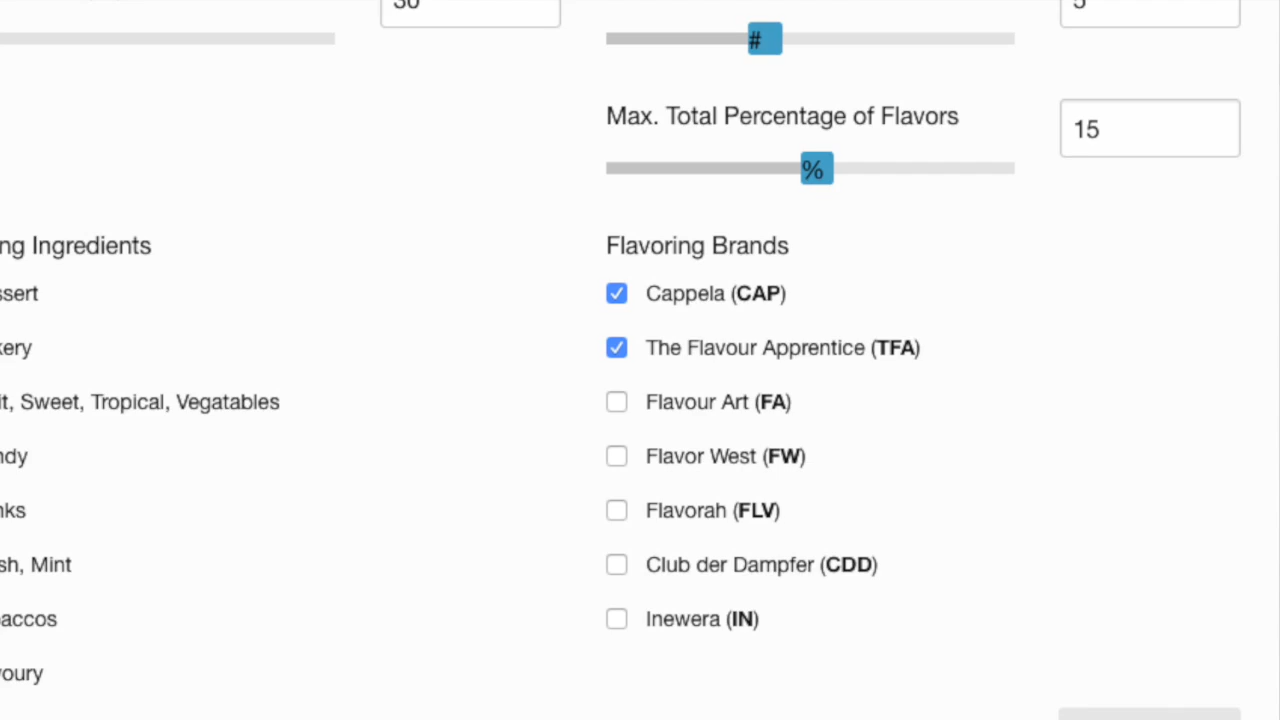 30
5
#
Max. Total Percentage of Flavors
15
%
ng Ingredients
Flavoring Brands
ssert
Cappela (CAP)
kery
The Flavour Apprentice (TFA)
it, Sweet, Tropical, Vegatables
Flavour Art (FA)
ndy
Flavor West (FW)
nks
Flavorah (FLV)
sh, Mint
Club der Dampfer (CDD)
accos
Inewera (IN)
voury